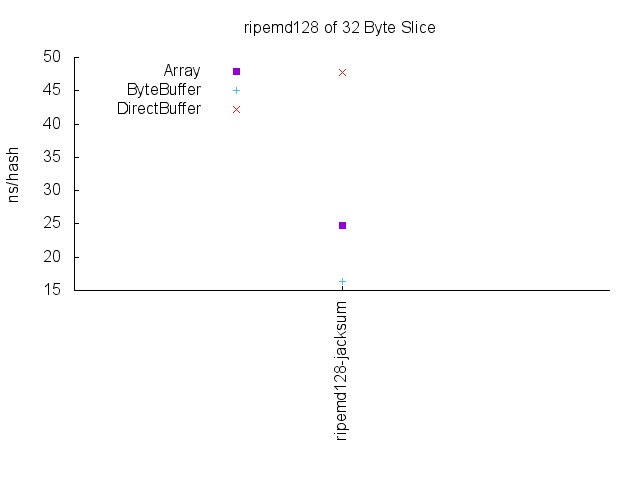 ripemd128 of 32 Byte Slice
50
45
40
35
30
25
20
15
ns/hash
Array
ByteBuffer
DirectBuffer
ripemd128-jacksum